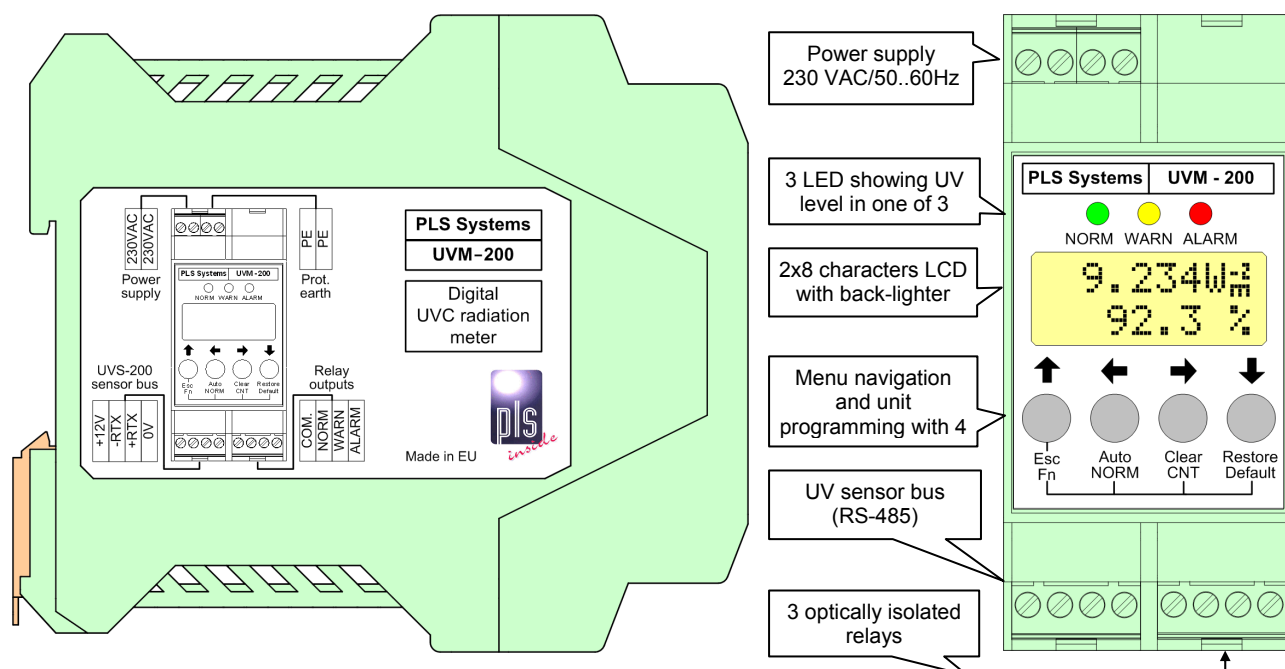 230VAC
230VAC
Power
supply
PE
PE
Prot.
earth
PLS Systems UVM-200
NORM WARN ALARM
Esc
Fn
Auto
NORM
Clear
CNT
Restore
Default
UVS-200
sensor bus
+12V
-RTX
+RTX
0V
Relay
outputs
COM.
NORM
WARN
ALARM
PLS Systems
UVM-200
Digital
UVC radiation
meter
pls
inside
Made in EU
Power supply
230 VAC/50..60Hz
3 LED showing UV
level in one of 3
2x8 characters LCD
with back-lighter
Menu navigation
and unit
programming with 4
UV sensor bus
(RS-485)
3 optically isolated
relays
PLS Systems UVM - 200
NORM WARN ALARM
9.234W m-2
92.3 %
Esc
Fn
Auto
NORM
Clear
CNT
Restore
Default